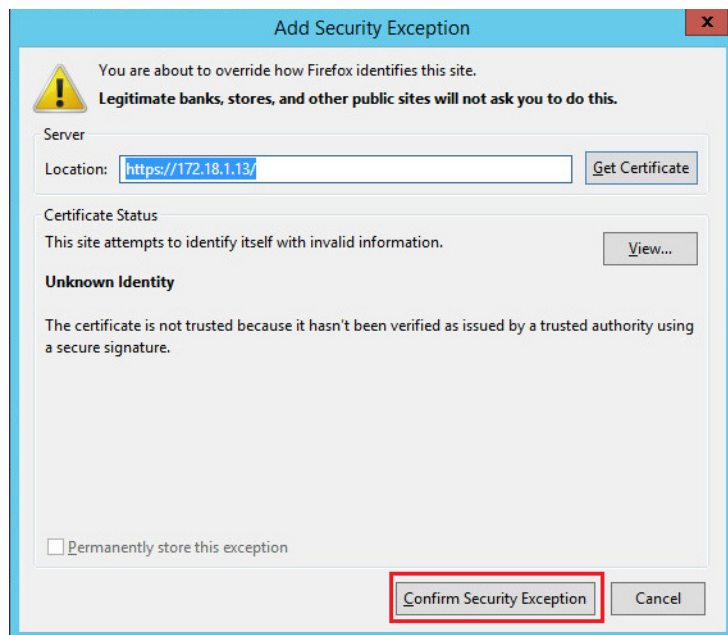 Add Security Exception
x
You are about to override how Firefox identifies this site.
Legitimate banks, stores, and other public sites will not ask you to do this.
Server
Location: https://172.18.1.13/ Get Certificate
Certificate Status
This site attempts to identify itself with invalid information.
View...
Unknown Identity
The certificate is not trusted because it hasn't been verified as issued by a trusted authority using
a secure signature.
Permanently store this exception
Confirm Security Exception Cancel